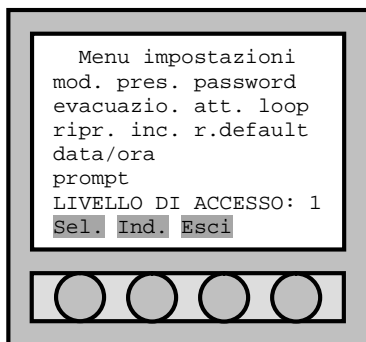 Menu impostazioni
mod. pres. password
evacuazio. att. loop
ripr. inc. r.default
data/ora
prompt
LIVELLO DI ACCESSO: 1
Sel. Ind. Esci